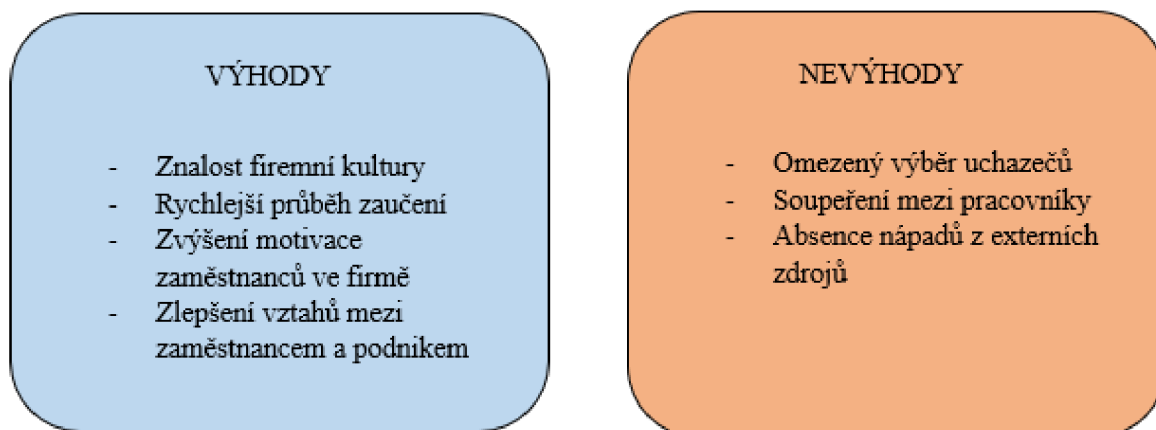 VÝHODY
- Znalost firemní kultury
- Rychlejší průběh zaučení
- Zvýšení motivace
zaměstnanců ve firmě
- Zlepšení vztahů mezi
zaměstnancem a podnikem
NEVÝHODY
- Omezený výběr uchazečů
- Soupeření mezi pracovníky
- Absence nápadů z externích
zdrojů